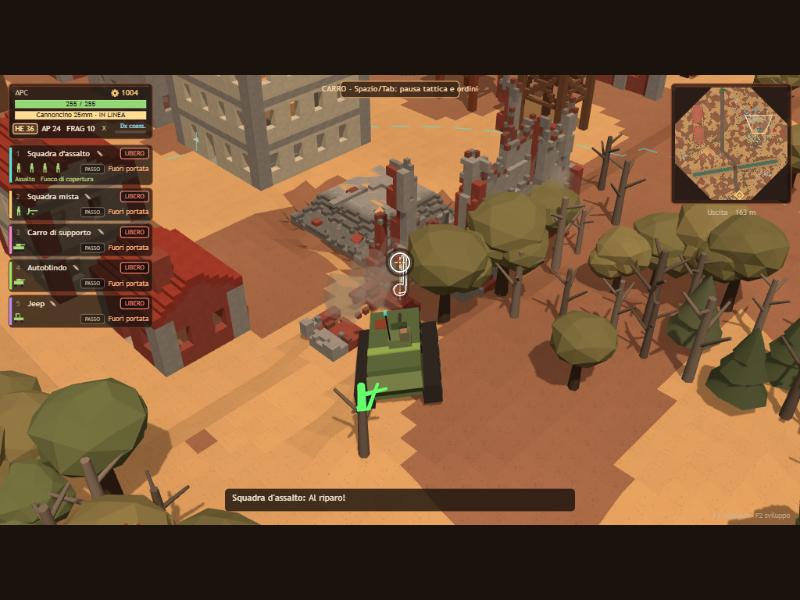 APC 1004
255 / 255
Cannoncino 25mm - IN LINEA
HE 36 AP 24 FRAG 10 X
1 Squadra d'assalto LIBERO
PASSO Fuori portata
Assalto Fuoco di copertura
2 Squadra mista LIBERO
PASSO Fuori portata
3 Carro di supporto LIBERO
PASSO Fuori portata
4 Autoblindo LIBERO
PASSO Fuori portata
5 Jeep LIBERO
PASSO Fuori portata
CARRO - Spazio/Tab: pausa tattica e ordini
Uscita 163 m
Squadra d'assalto: Al riparo!
F2 sviluppo